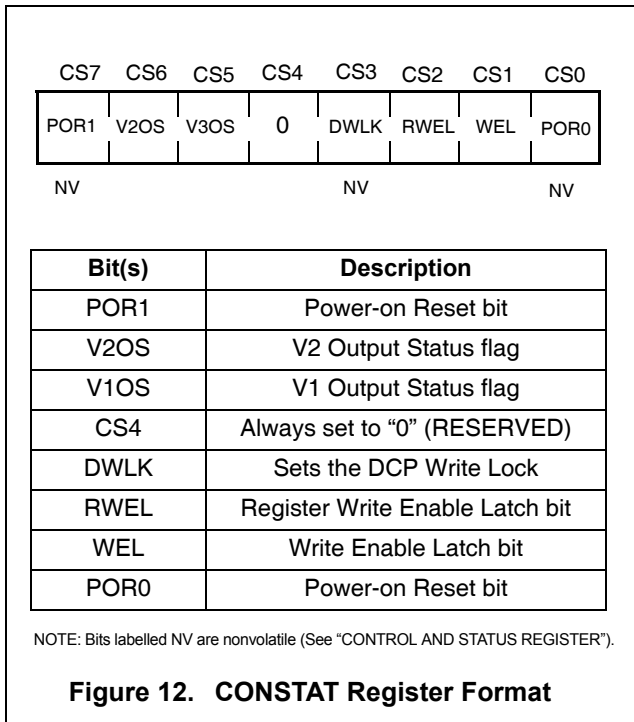 CS7 CS6 CS5 CS4 CS3 CS2 CS1 CS0
POR1 V2OS V3OS 0 DWLK RWEL WEL POR0
NV NV NV
Bit(s) Description
POR1 Power-on Reset bit
V2OS V2 Output Status flag
V1OS V1 Output Status flag
CS4 Always set to “0” (RESERVED)
DWLK Sets the DCP Write Lock
RWEL Register Write Enable Latch bit
WEL Write Enable Latch bit
POR0 Power-on Reset bit
NOTE: Bits labelled NV are nonvolatile (See “CONTROL AND STATUS REGISTER”).
Figure 12. CONSTAT Register Format